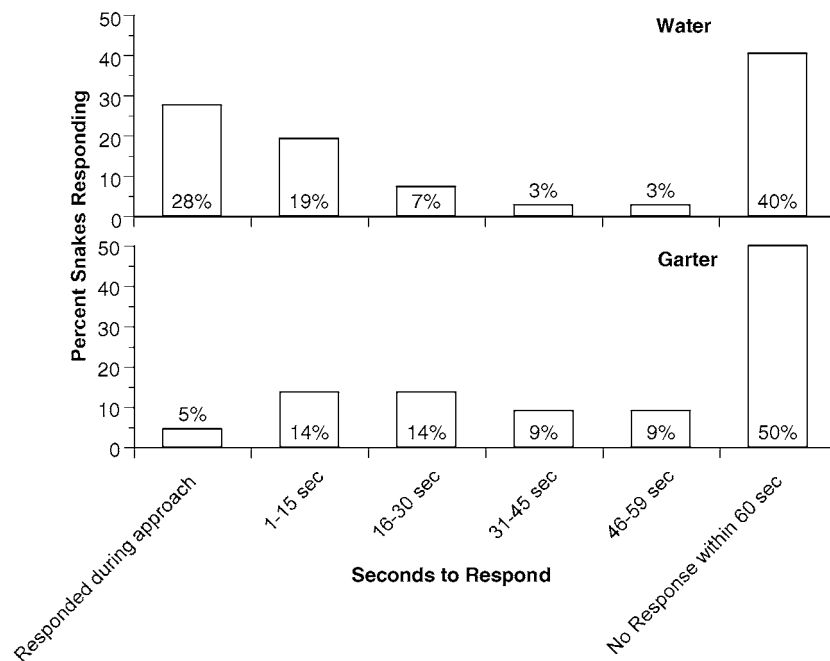 Percent Snakes Responding
Water
50
40
30
20
10
0
28%
19%
7%
3%
3%
40%
Garter
50
40
30
20
10
0
5%
14%
14%
9%
9%
50%
Responded during approach
1-15 sec
16-30 sec
31-45 sec
46-59 sec
No Response within 60 sec
Seconds to Respond